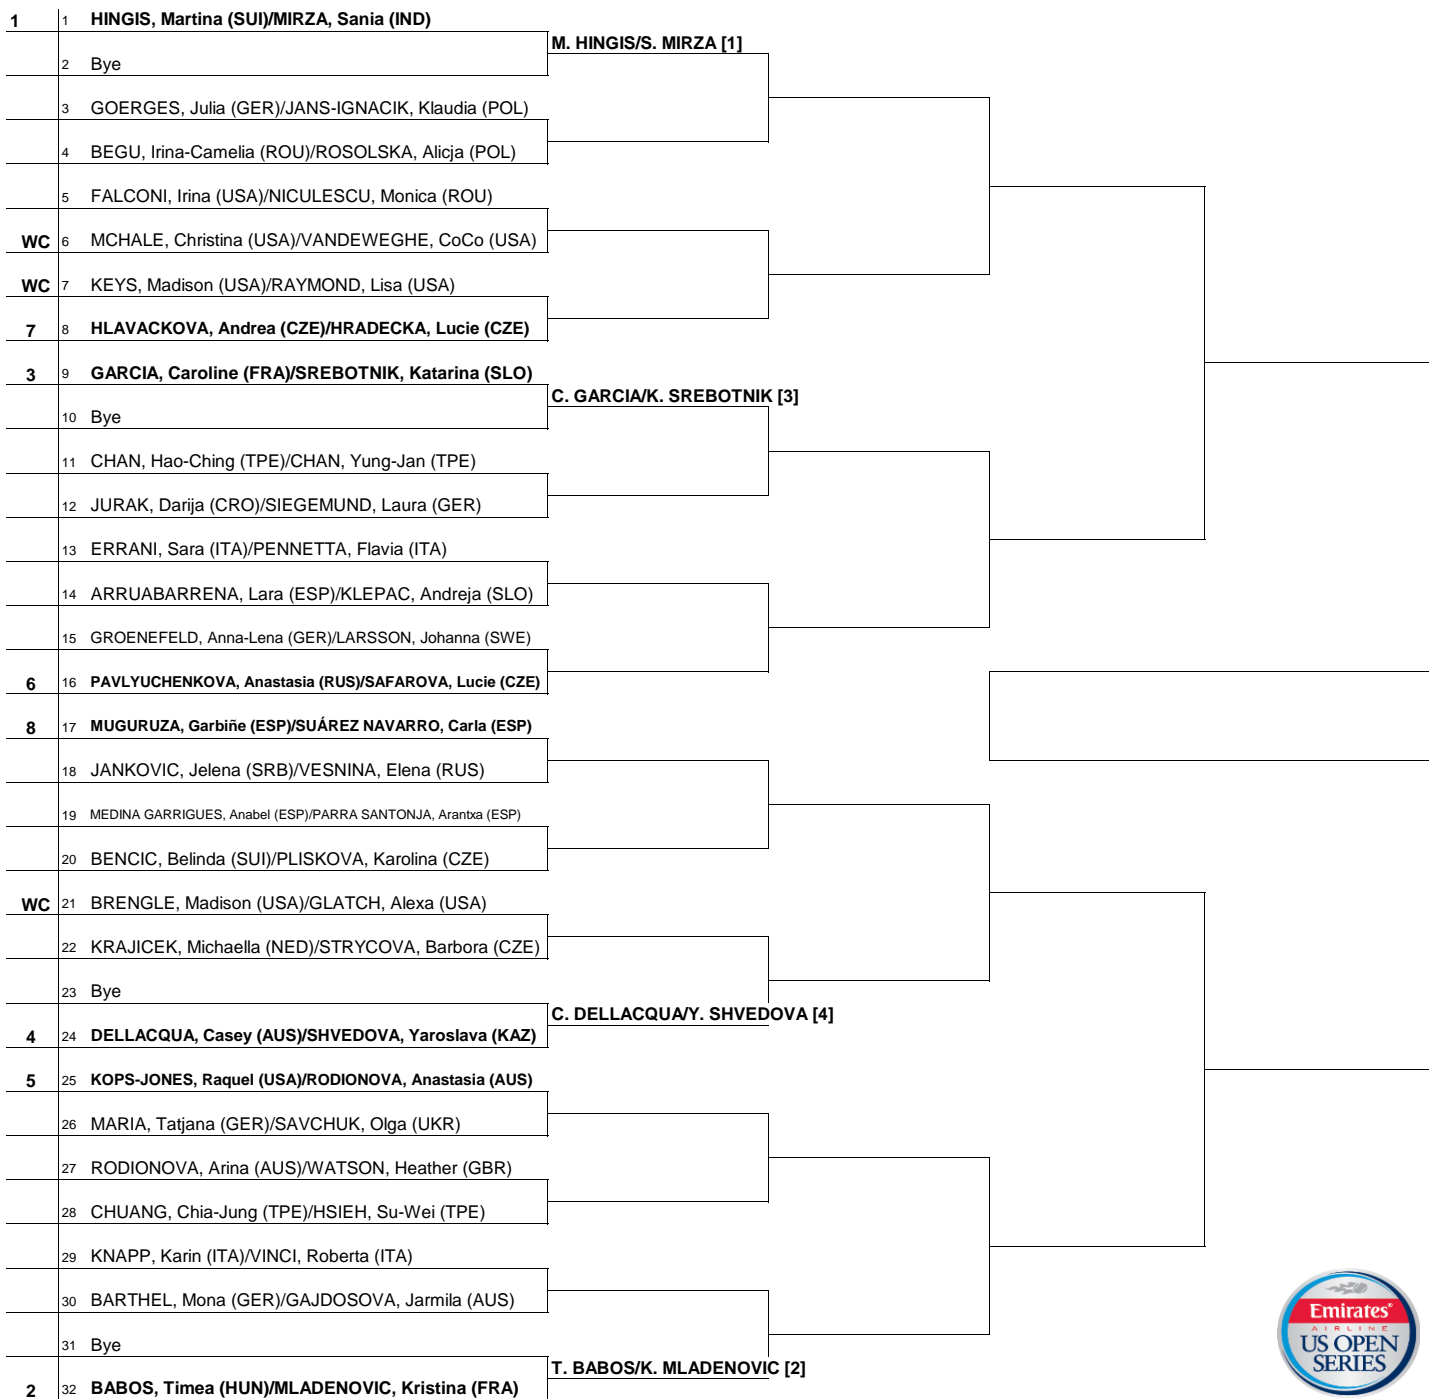 1 1 HINGIS, Martina (SUI)/MIRZA, Sania (IND)
M. HINGIS/S. MIRZA [1]
2 Bye
3 GOERGES, Julia (GER)/JANS-IGNACIK, Klaudia (POL)
4 BEGU, Irina-Camelia (ROU)/ROSOLSKA, Alicja (POL)
5 FALCONI, Irina (USA)/NICULESCU, Monica (ROU)
WC 6 MCHALE, Christina (USA)/VANDEWEGHE, CoCo (USA)
WC 7 KEYS, Madison (USA)/RAYMOND, Lisa (USA)
7 8 HLAVACKOVA, Andrea (CZE)/HRADECKA, Lucie (CZE)
3 9 GARCIA, Caroline (FRA)/SREBOTNIK, Katarina (SLO)
C. GARCIA/K. SREBOTNIK [3]
10 Bye
11 CHAN, Hao-Ching (TPE)/CHAN, Yung-Jan (TPE)
12 JURAK, Darija (CRO)/SIEGEMUND, Laura (GER)
13 ERRANI, Sara (ITA)/PENNETTA, Flavia (ITA)
14 ARRUABARRENA, Lara (ESP)/KLEPAC, Andreja (SLO)
15 GROENEFELD, Anna-Lena (GER)/LARSSON, Johanna (SWE)
6 16 PAVLYUCHENKOVA, Anastasia (RUS)/SAFAROVA, Lucie (CZE)
8 17 MUGURUZA, Garbiñe (ESP)/SUÁREZ NAVARRO, Carla (ESP)
18 JANKOVIC, Jelena (SRB)/VESNINA, Elena (RUS)
19 MEDINA GARRIGUES, Anabel (ESP)/PARRA SANTONJA, Arantxa (ESP)
20 BENCIC, Belinda (SUI)/PLISKOVA, Karolina (CZE)
WC 21 BRENGLE, Madison (USA)/GLATCH, Alexa (USA)
22 KRAJICEK, Michaella (NED)/STRYCOVA, Barbora (CZE)
23 Bye
C. DELLACQUA/Y. SHVEDOVA [4]
4 24 DELLACQUA, Casey (AUS)/SHVEDOVA, Yaroslava (KAZ)
5 25 KOPS-JONES, Raquel (USA)/RODIONOVA, Anastasia (AUS)
26 MARIA, Tatjana (GER)/SAVCHUK, Olga (UKR)
27 RODIONOVA, Arina (AUS)/WATSON, Heather (GBR)
28 CHUANG, Chia-Jung (TPE)/HSIEH, Su-Wei (TPE)
29 KNAPP, Karin (ITA)/VINCI, Roberta (ITA)
30 BARTHEL, Mona (GER)/GAJDOSOVA, Jarmila (AUS)
31 Bye
T. BABOS/K. MLADENOVIC [2]
2 32 BABOS, Timea (HUN)/MLADENOVIC, Kristina (FRA)
Emirates
AIRLINE
US OPEN
SERIES